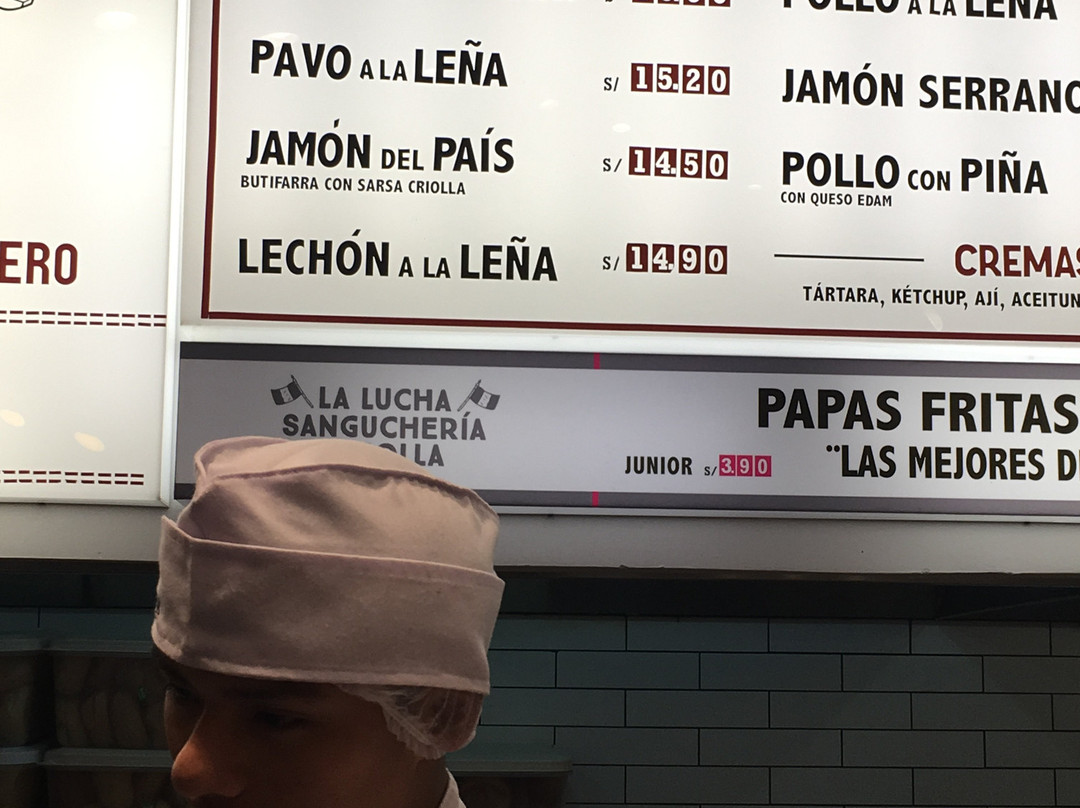 POLLO A LA LEÑA
PAVO A LA LEÑA S/ 15.20
JAMÓN SERRANO
JAMÓN DEL PAÍS S/ 14.50
BUTIFARRA CON SARSA CRIOLLA
POLLO CON PIÑA
CON QUESO EDAM
ERO
LECHÓN A LA LEÑA S/ 14.90
CREMAS
TÁRTARA, KÉTCHUP, AJÍ, ACEITUN
LA LUCHA
SANGUCHERÍA
OLLA
PAPAS FRITAS
JUNIOR S/ 3.90
¨LAS MEJORES D